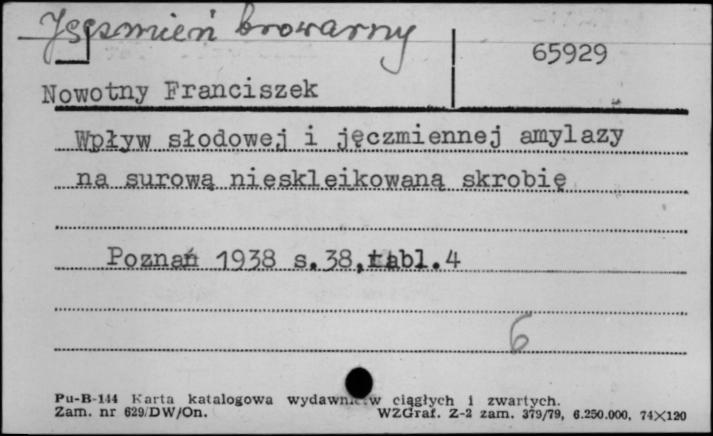 Jęczmień browarny
65929
Nowotny Franciszek
Wpływ słodowej i jęczmiennej amylazy
na surową nieskleikowaną skrobię
Poznań 1938 s.38,tabl.4
6
Pu-B-144 Karta katalogowa wydawnictw ciągłych i zwartych.
Zam. nr 629/DW/On. WZGraf. Z-2 zam. 379/79, 6.250.000, 74×120